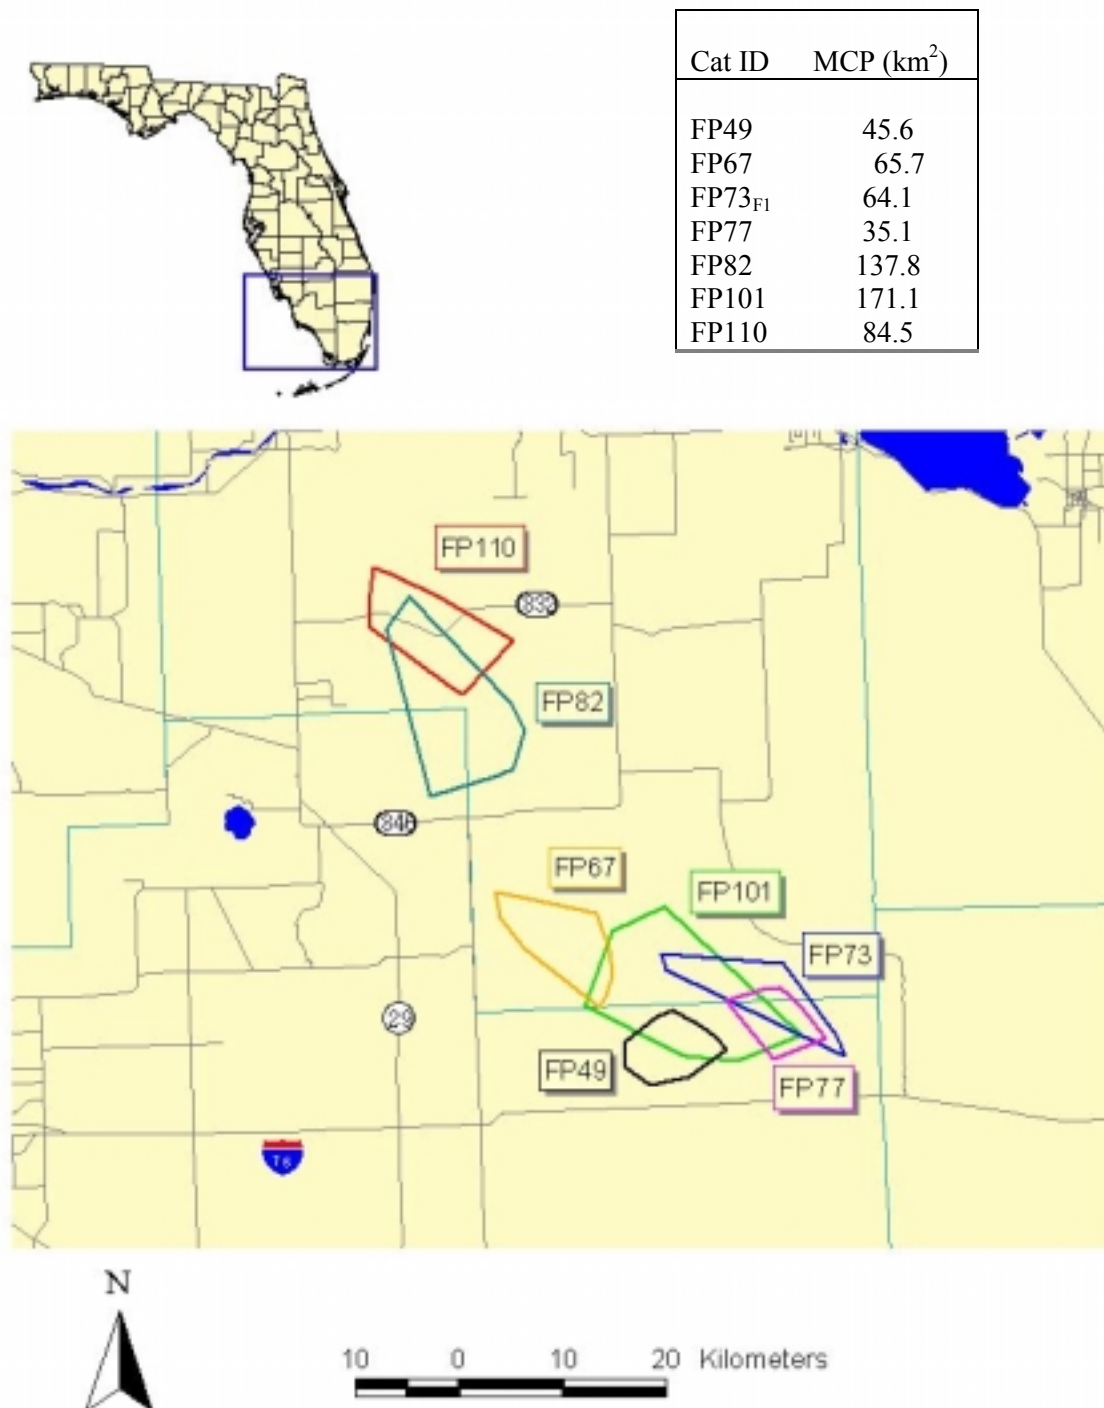 Cat ID MCP (km²)
FP49 45.6
FP67 65.7
FP73F1 64.1
FP77 35.1
FP82 137.8
FP101 171.1
FP110 84.5
FP110
FP82
846
FP67
FP101
FP73
29
FP49
FP77
N
10 0 10 20 Kilometers